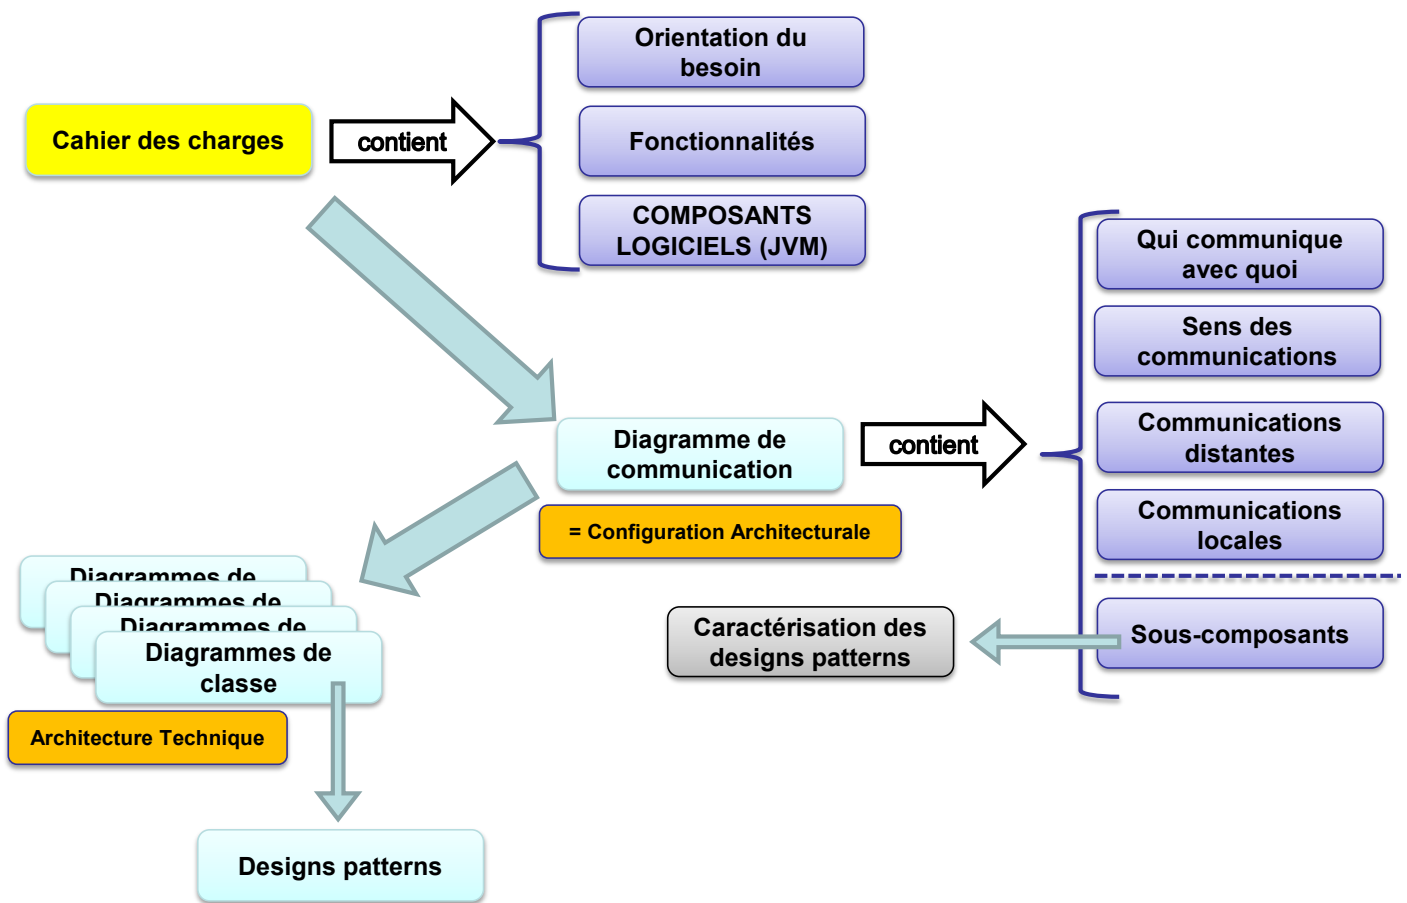 Orientation du
besoin
Cahier des charges
contient
Fonctionnalités
COMPOSANTS
LOGICIELS (JVM)
Qui communique
avec quoi
Sens des
communications
Diagramme de
communication
contient
Communications
distantes
= Configuration Architecturale
Communications
locales
Diagrammes de
Diagrammes de
Diagrammes de
Diagrammes de
classe
Caractérisation des
designs patterns
Sous-composants
Architecture Technique
Designs patterns